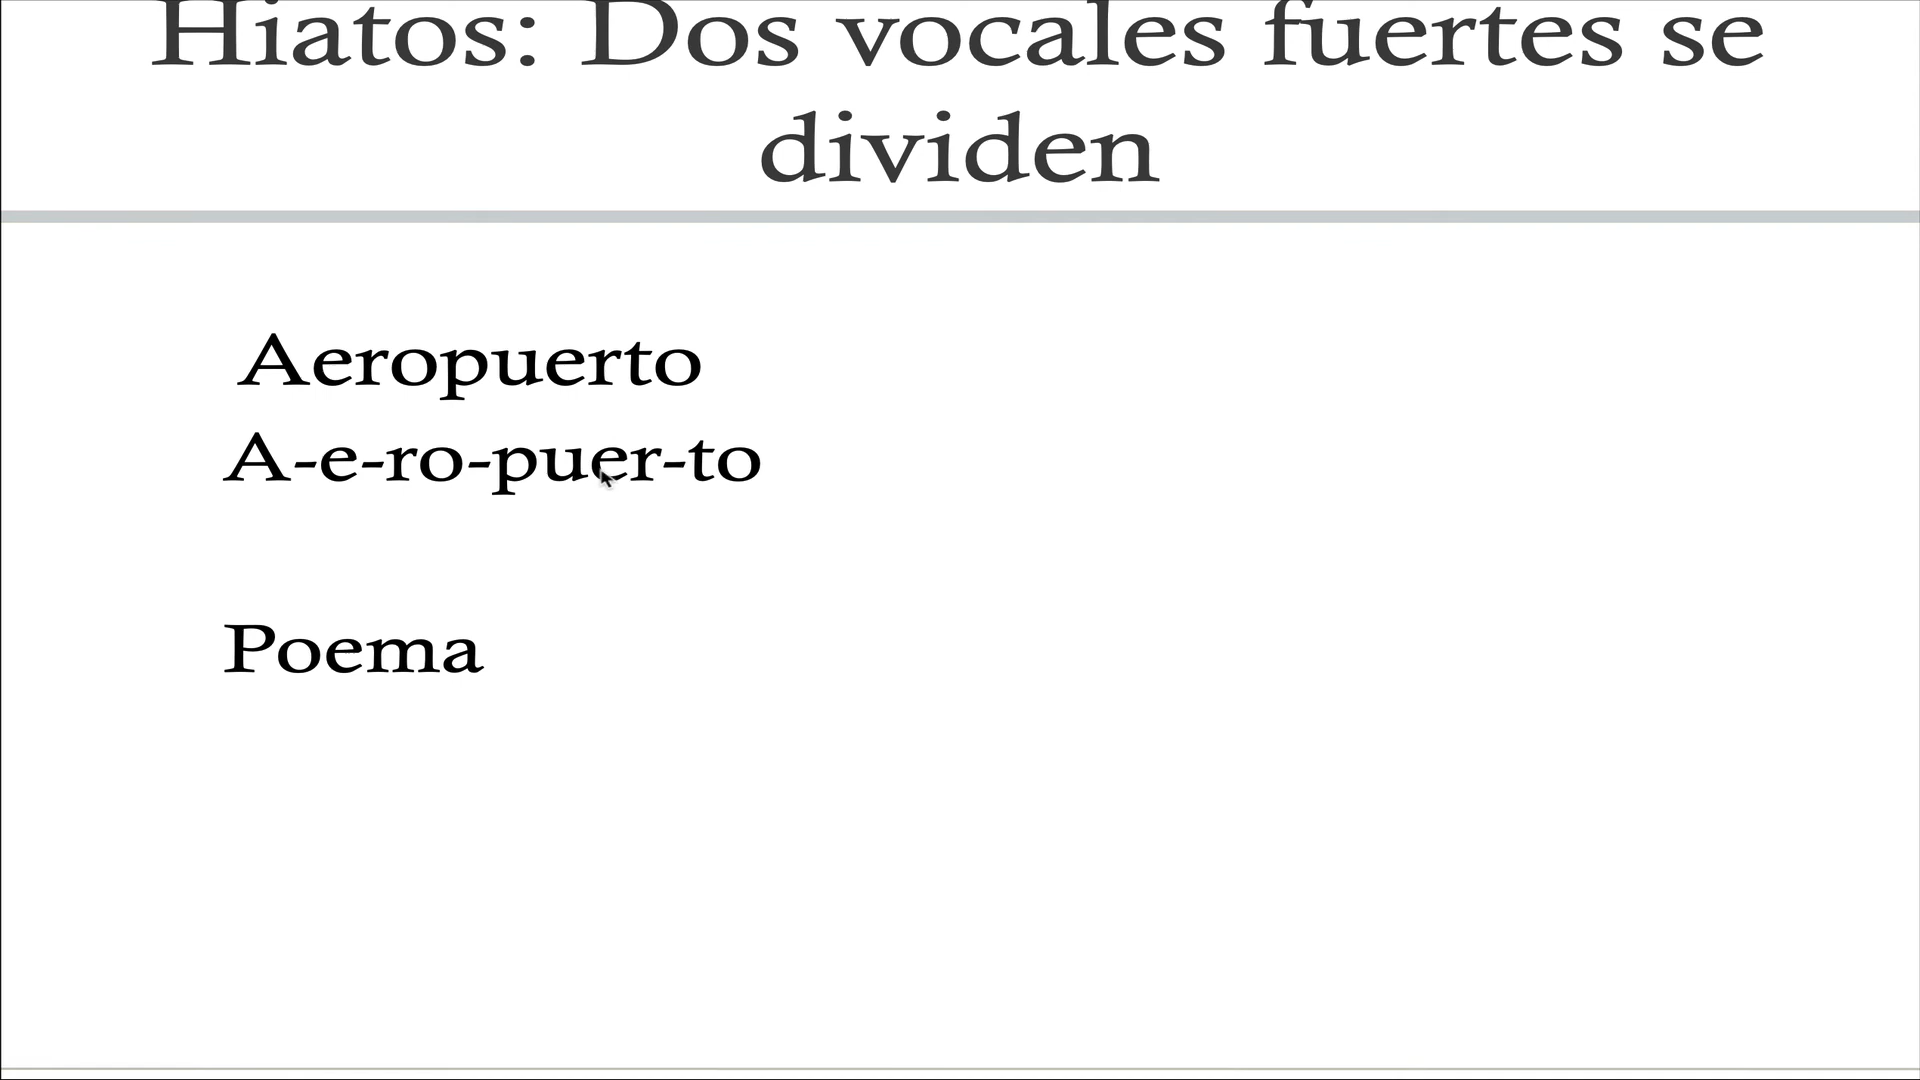 Hiatos: Dos vocales fuertes se
dividen
Aeropuerto
A-e-ro-puer-to
Poema